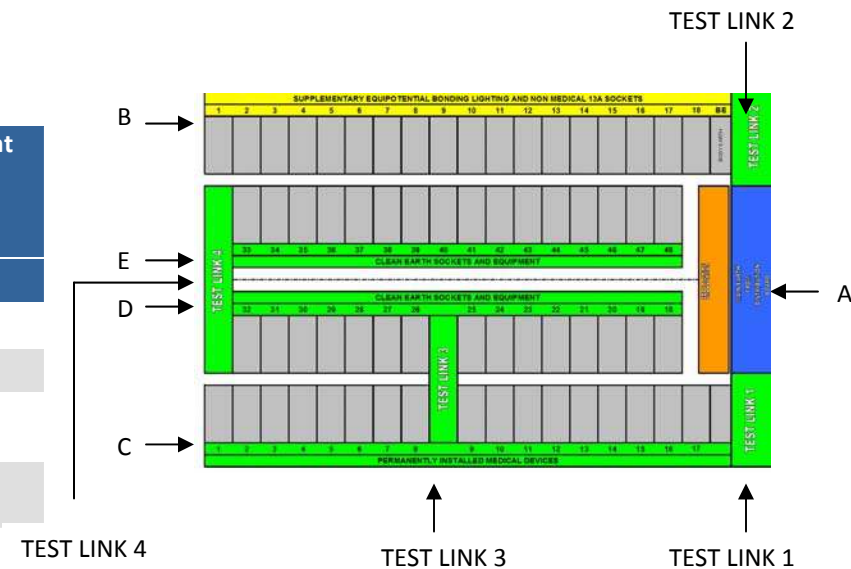 TEST LINK 2
nt
SUPPLEMENTARY EQUIPOTENTIAL BONDING LIGHTING AND NON MEDICAL 13A SOCKETS
1 2 3 4 5 6 7 8 9 10 11 12 13 14 15 16 17 18 BE
B
TEST LINK 2
E
33 34 35 36 37 38 39 40 41 42 43 44 45 46 47 48
CLEAN EARTH SOCKETS AND EQUIPMENT
TEST LINK 4
A
CLEAN EARTH SOCKETS AND EQUIPMENT
D
32 31 30 28 27 26 25 24 23 22 21 20 19 18
TEST LINK 3
TEST LINK 1
C
1 2 3 4 5 6 7 8 9 10 11 12 13 14 15 16 17
PERMANENTLY INSTALLED MEDICAL DEVICES
TEST LINK 4
TEST LINK 3
TEST LINK 1